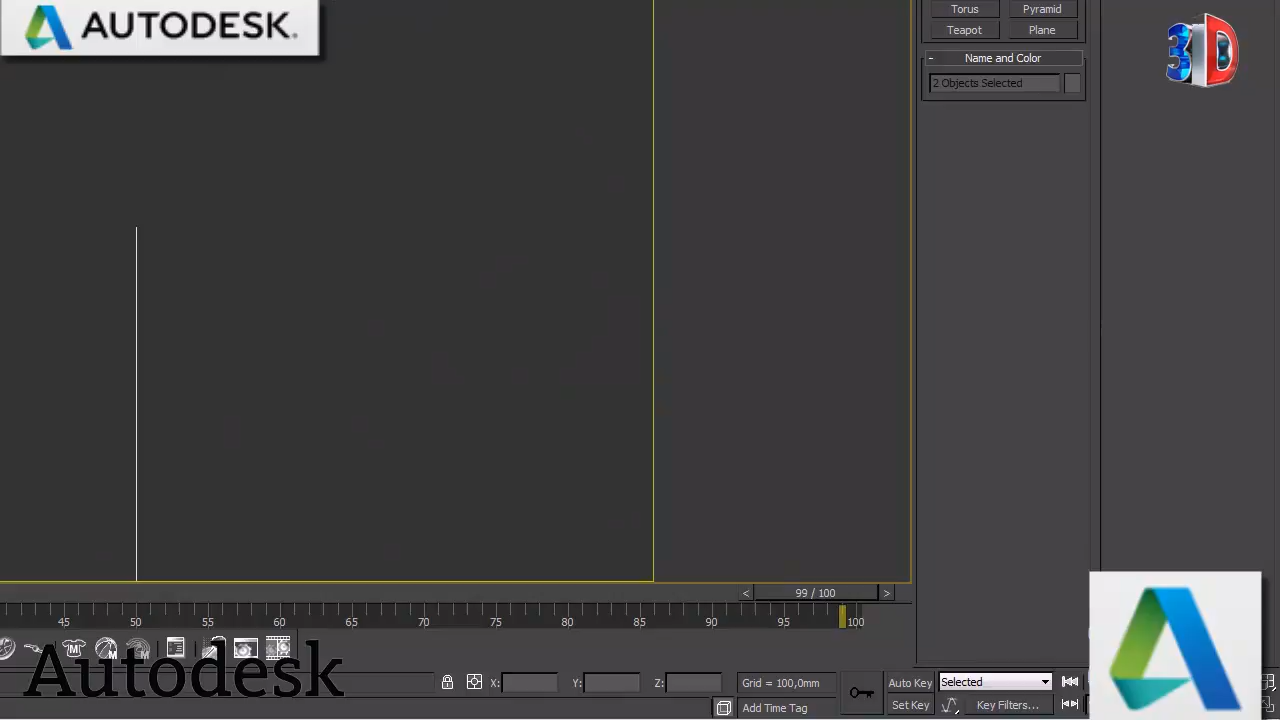 AUTODESK.
3D
Torus Pyramid
Teapot Plane
- Name and Color
2 Objects Selected
< 99 / 100 >
45 50 55 60 65 70 75 80 85 90 95 100
Autodesk
X: Y: Z: Grid = 100,0mm Auto Key Selected
Add Time Tag Set Key Key Filters...